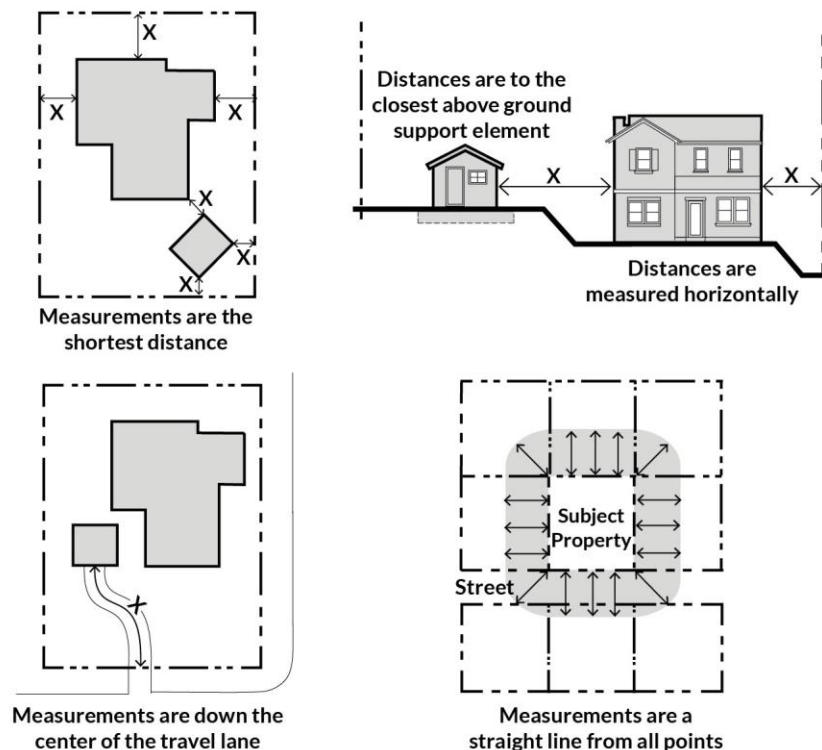 X
X
X
X
X
X
Measurements are the
shortest distance
Distances are to the
closest above ground
support element
X
X
Distances are
measured horizontally
X
Measurements are down the
center of the travel lane
Subject
Property
Street
Measurements are a
straight line from all points